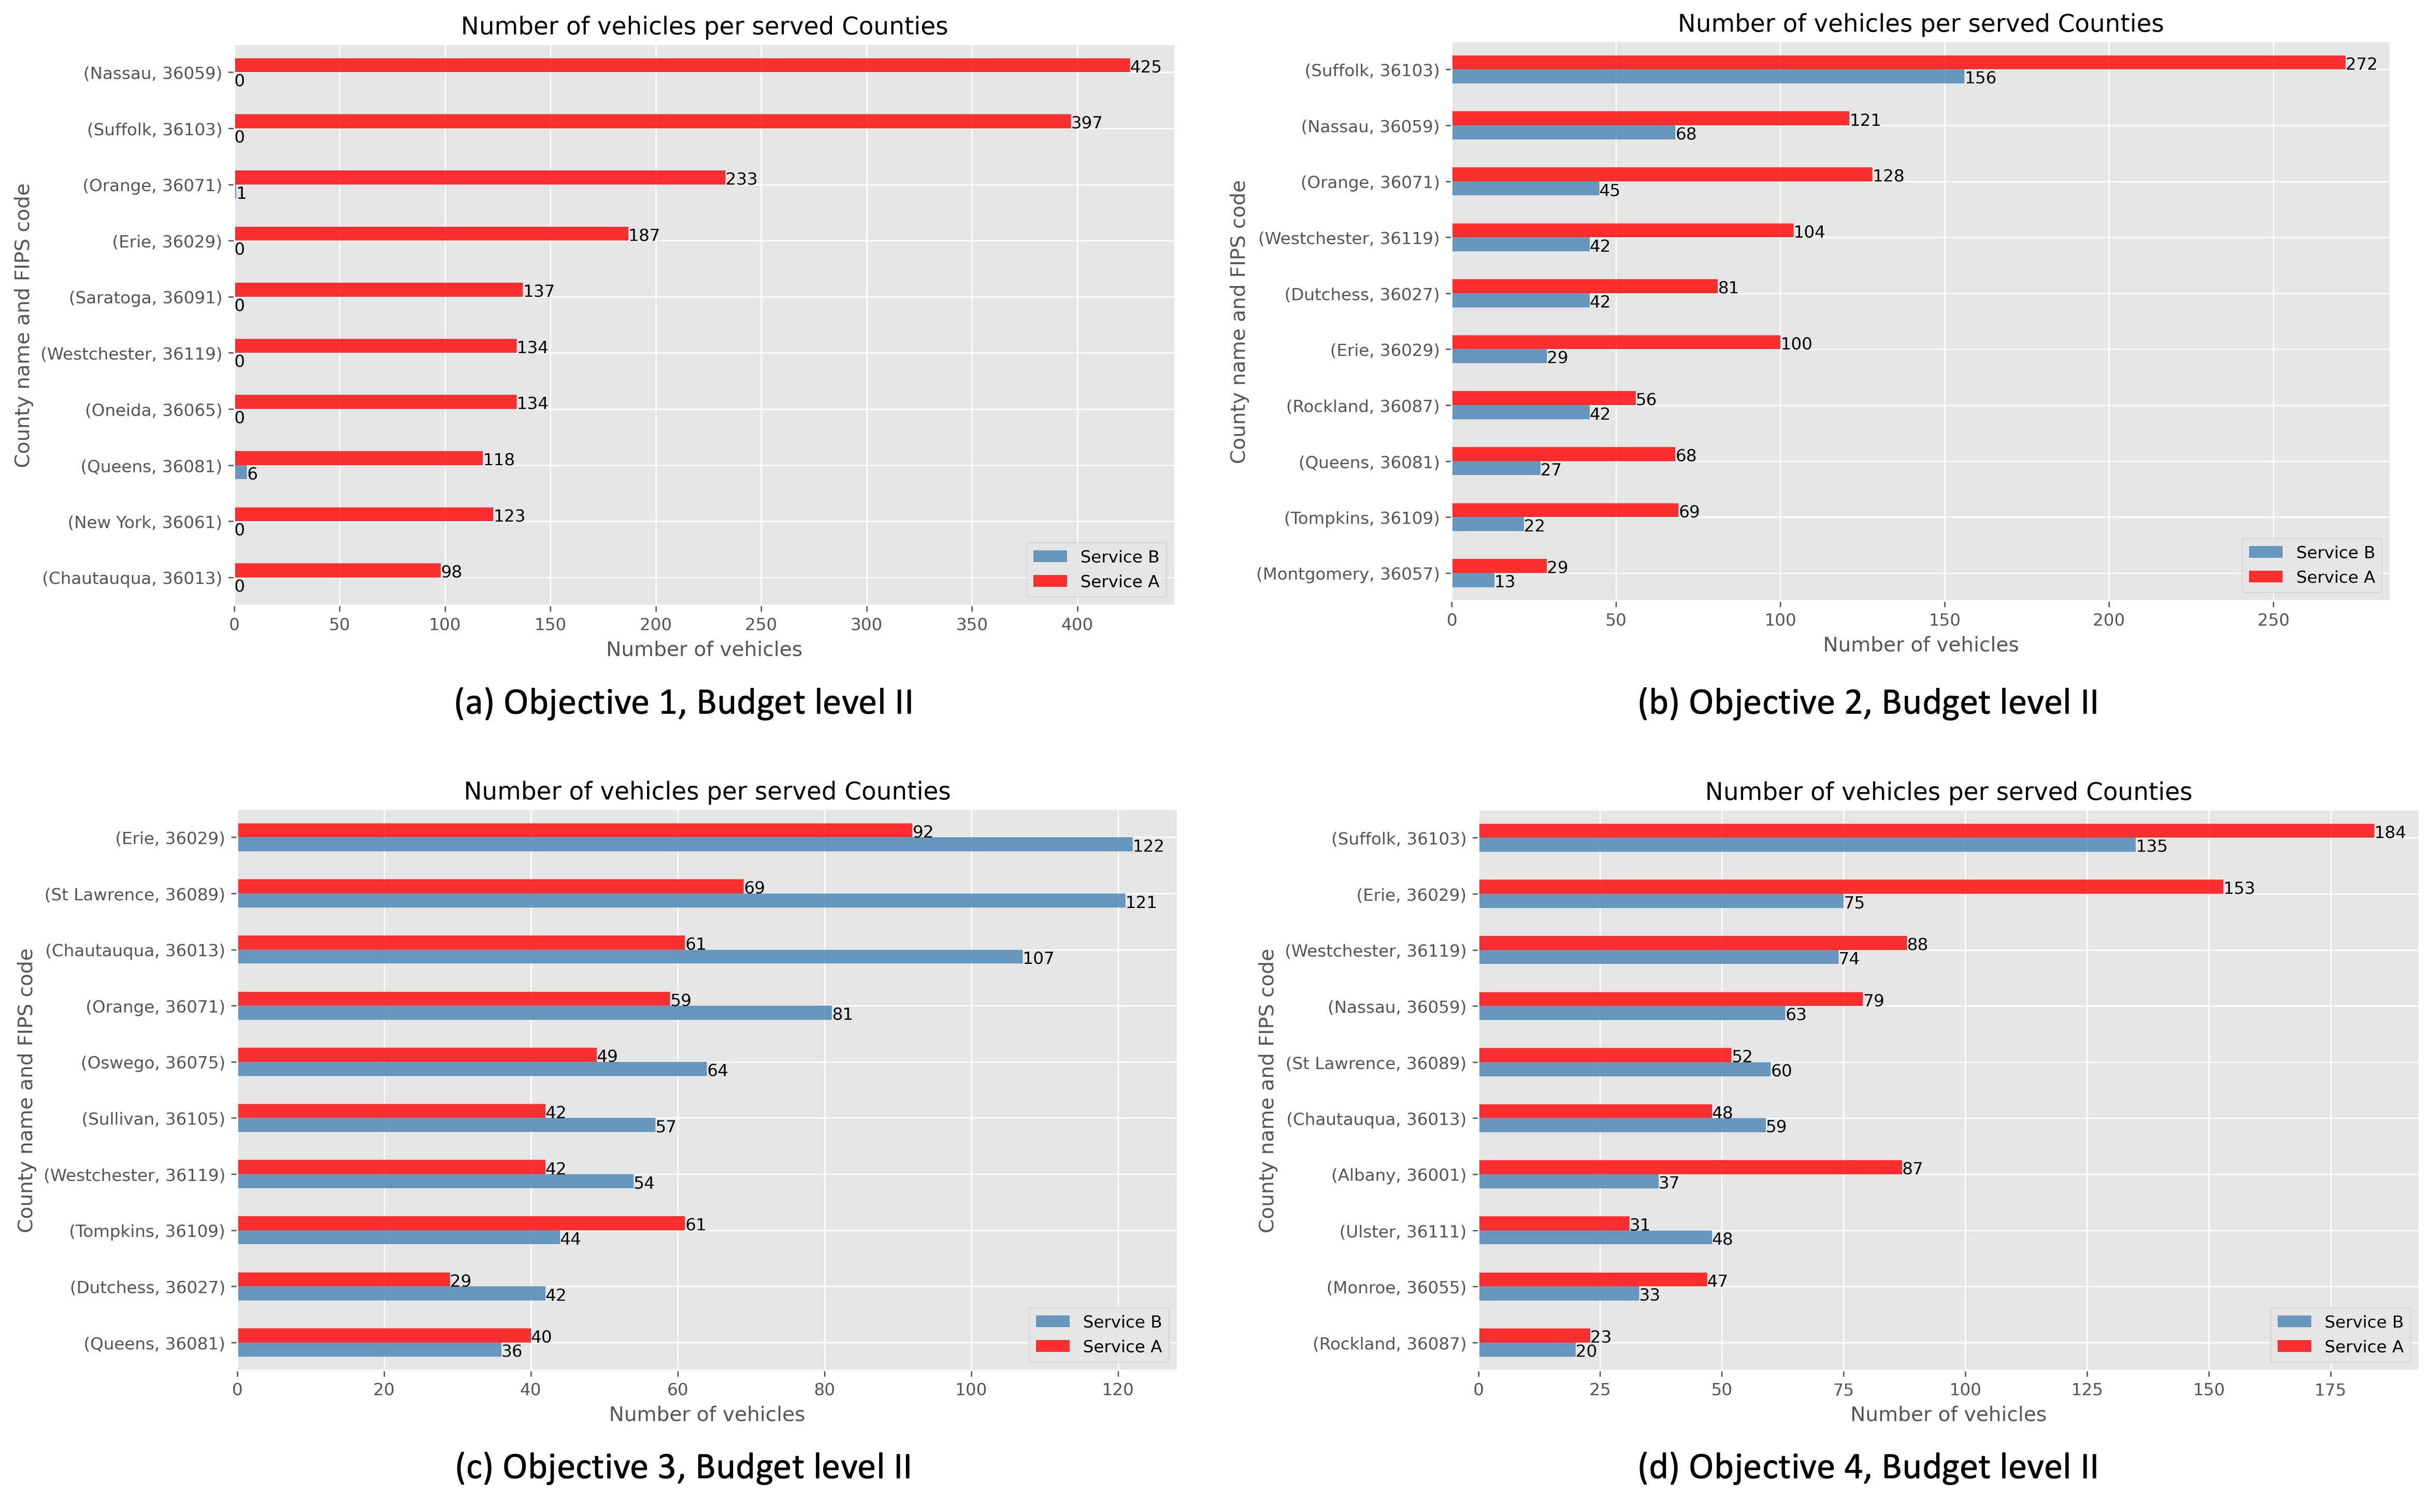 Number of vehicles per served Counties
County name and FIPS code
(Nassau, 36059) 425 0
(Suffolk, 36103) 397 0
(Orange, 36071) 233 1
(Erie, 36029) 187 0
(Saratoga, 36091) 137 0
(Westchester, 36119) 134 0
(Oneida, 36065) 134 0
(Queens, 36081) 118 6
(New York, 36061) 123 0
(Chautauqua, 36013) 98 0
Service B
Service A
0 50 100 150 200 250 300 350 400
Number of vehicles
(a) Objective 1, Budget level II
Number of vehicles per served Counties
County name and FIPS code
(Suffolk, 36103) 272 156
(Nassau, 36059) 121 68
(Orange, 36071) 128 45
(Westchester, 36119) 104 42
(Dutchess, 36027) 81 42
(Erie, 36029) 100 29
(Rockland, 36087) 56 42
(Queens, 36081) 68 27
(Tompkins, 36109) 69 22
(Montgomery, 36057) 29 13
Service B
Service A
0 50 100 150 200 250
Number of vehicles
(b) Objective 2, Budget level II
Number of vehicles per served Counties
County name and FIPS code
(Erie, 36029) 92 122
(St Lawrence, 36089) 69 121
(Chautauqua, 36013) 61 107
(Orange, 36071) 59 81
(Oswego, 36075) 49 64
(Sullivan, 36105) 42 57
(Westchester, 36119) 42 54
(Tompkins, 36109) 61 44
(Dutchess, 36027) 29 42
(Queens, 36081) 40 36
Service B
Service A
0 20 40 60 80 100 120
Number of vehicles
(c) Objective 3, Budget level II
Number of vehicles per served Counties
County name and FIPS code
(Suffolk, 36103) 184 135
(Erie, 36029) 153 75
(Westchester, 36119) 88 74
(Nassau, 36059) 79 63
(St Lawrence, 36089) 52 60
(Chautauqua, 36013) 48 59
(Albany, 36001) 87 37
(Ulster, 36111) 31 48
(Monroe, 36055) 47 33
(Rockland, 36087) 23 20
Service B
Service A
0 25 50 75 100 125 150 175
Number of vehicles
(d) Objective 4, Budget level II